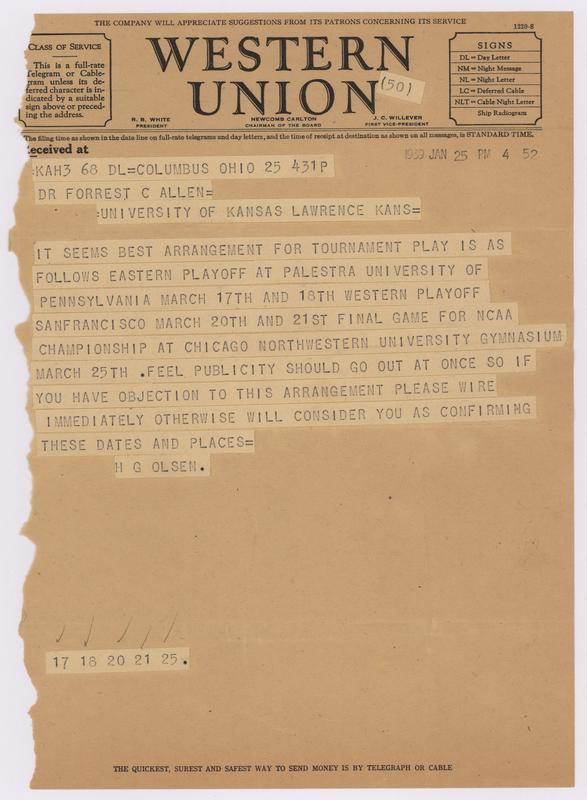 THE COMPANY WILL APPRECIATE SUGGESTIONS FROM ITS PATRONS CONCERNING ITS SERVICE
1220-S
CLASS OF SERVICE
This is a full-rate
Telegram or Cable-
gram unless its de-
ferred character is in-
dicated by a suitable
sign above or preced-
ing the address.
WESTERN
UNION
(50)
R. B. WHITE
PRESIDENT
NEWCOMB CARLTON
CHAIRMAN OF THE BOARD
J. C. WILLEVER
FIRST VICE-PRESIDENT
SIGNS
DL = Day Letter
NM = Night Message
NL = Night Letter
LC = Deferred Cable
NLT = Cable Night Letter
Ship Radiogram
The filing time as shown in the date line on full-rate telegrams and day letters, and the time of receipt at destination as shown on all messages, is STANDARD TIME.
Received at
1939 JAN 25 PM 4 52
:KAH3 68 DL=COLUMBUS OHIO 25 431P
DR FORREST C ALLEN=
:UNIVERSITY OF KANSAS LAWRENCE KANS=
IT SEEMS BEST ARRANGEMENT FOR TOURNAMENT PLAY IS AS
FOLLOWS EASTERN PLAYOFF AT PALESTRA UNIVERSITY OF
PENNSYLVANIA MARCH 17TH AND 18TH WESTERN PLAYOFF
SANFRANCISCO MARCH 20TH AND 21ST FINAL GAME FOR NCAA
CHAMPIONSHIP AT CHICAGO NORTHWESTERN UNIVERSITY GYMNASIUM
MARCH 25TH .FEEL PUBLICITY SHOULD GO OUT AT ONCE SO IF
YOU HAVE OBJECTION TO THIS ARRANGEMENT PLEASE WIRE
IMMEDIATELY OTHERWISE WILL CONSIDER YOU AS CONFIRMING
THESE DATES AND PLACES=
H G OLSEN.
17 18 20 21 25.
THE QUICKEST, SUREST AND SAFEST WAY TO SEND MONEY IS BY TELEGRAPH OR CABLE